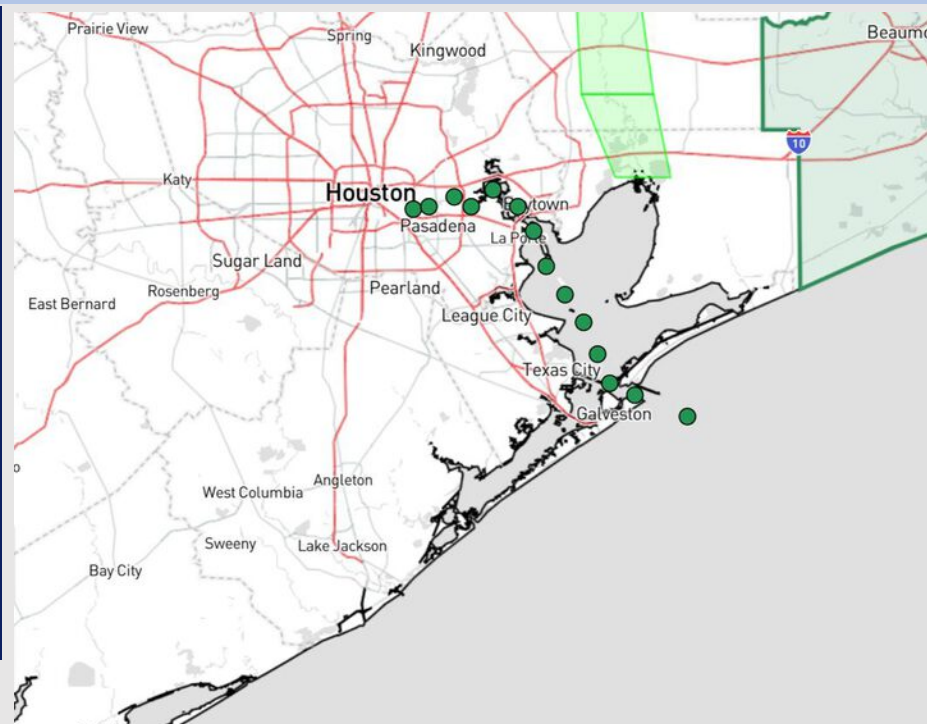 Prairie View
Spring
Kingwood
Beaumo
10
Katy
Houston
Baytown
Pasadena
La Porte
Sugar Land
Pearland
Rosenberg
East Bernard
League City
Texas City
Galveston
Angleton
West Columbia
Sweeny
Lake Jackson
Bay City